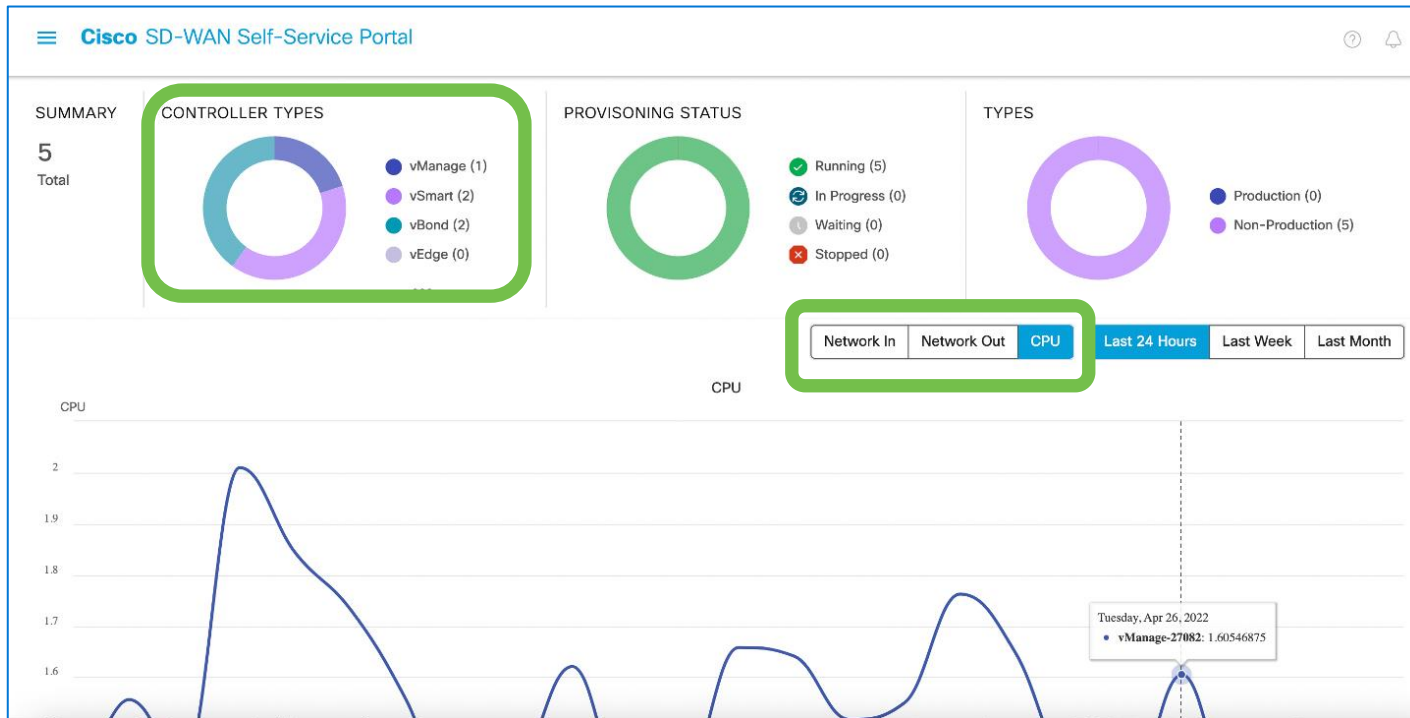 Cisco SD-WAN Self-Service Portal
SUMMARY
5
Total
CONTROLLER TYPES
vManage (1)
vSmart (2)
vBond (2)
vEdge (0)
PROVISONING STATUS
Running (5)
In Progress (0)
Waiting (0)
Stopped (0)
TYPES
Production (0)
Non-Production (5)
Network In
Network Out
CPU
Last 24 Hours
Last Week
Last Month
CPU
CPU
2
1.9
1.8
1.7
1.6
Tuesday, Apr 26, 2022
vManage-27082: 1.60546875